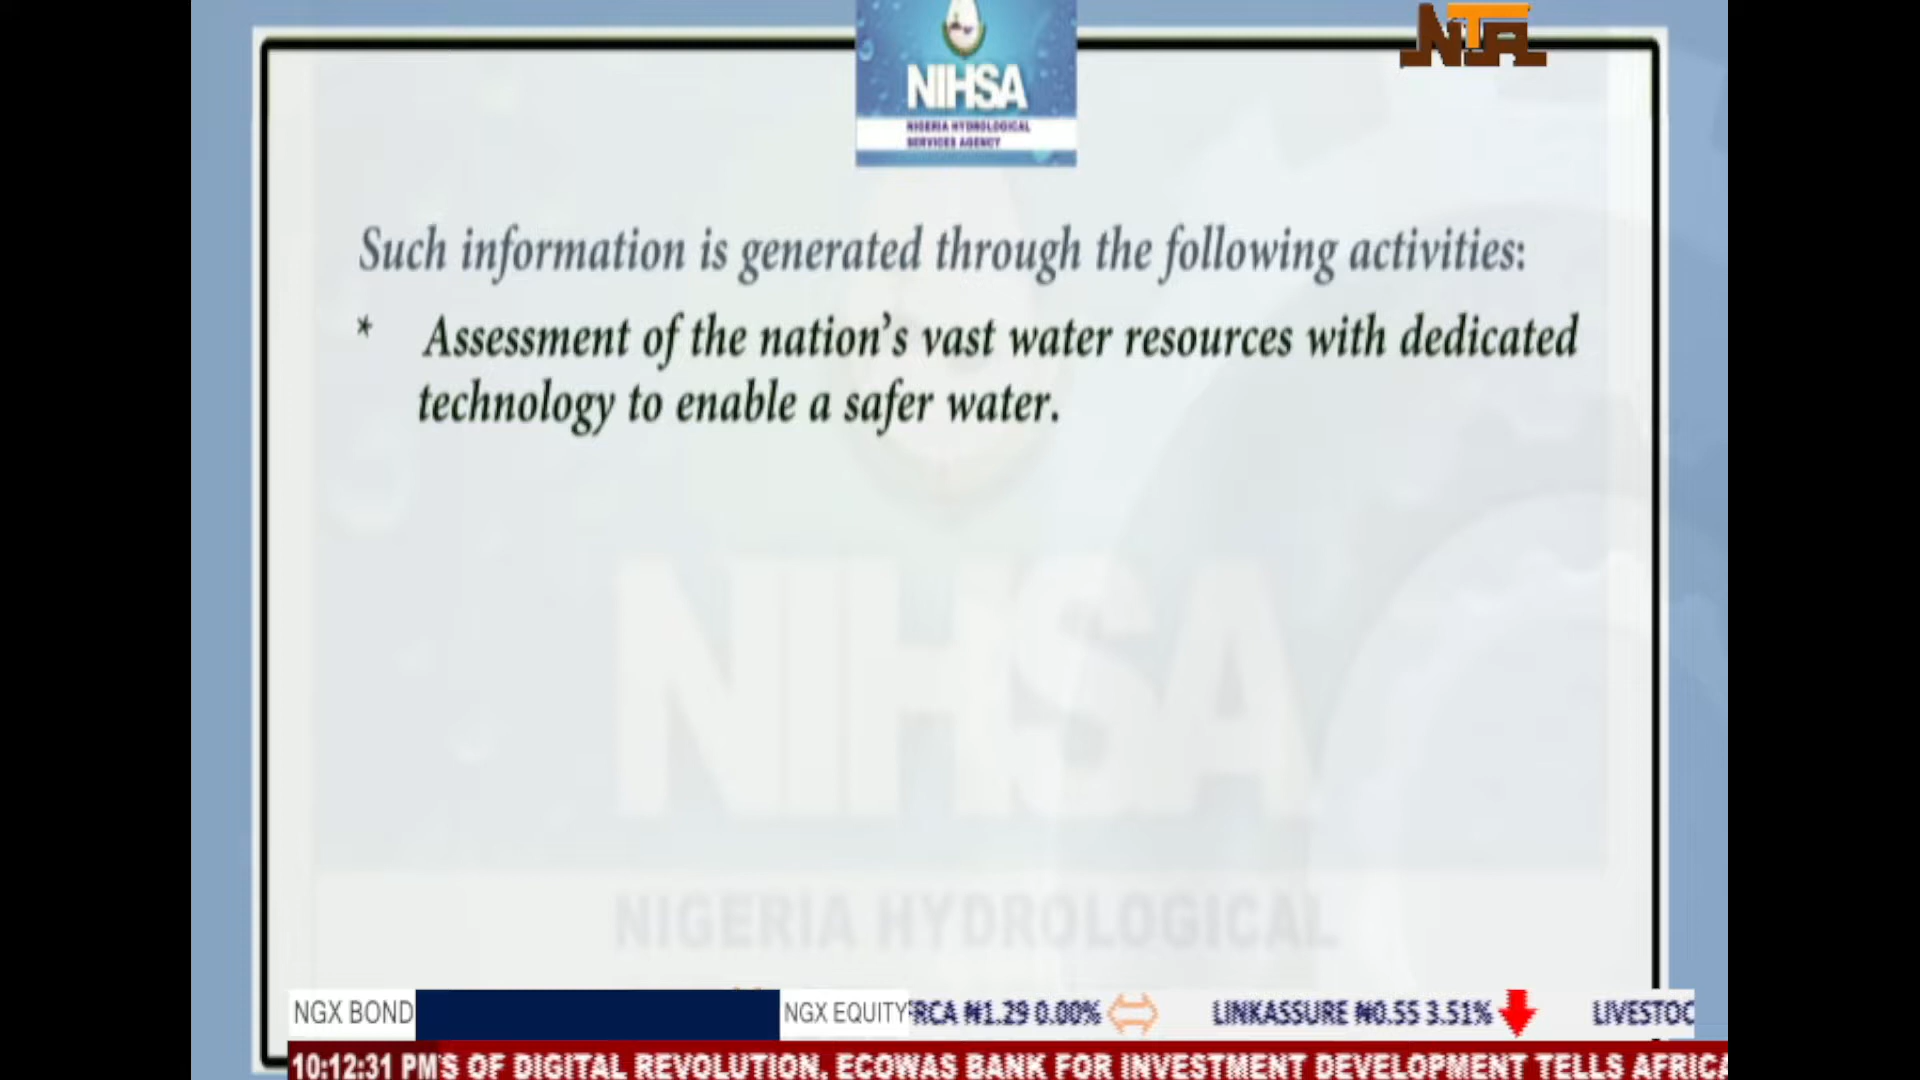 NTA
NIHSA
NIGERIA HYDROLOGICAL
SERVICES AGENCY
Such information is generated through the following activities:
* Assessment of the nation's vast water resources with dedicated
technology to enable a safer water.
NIHSA
NIGERIA HYDROLOGICAL
NGX BOND NGX EQUITY RCA ₦1.29 0.00% LINKASSURE ₦0.55 3.51% LIVESTOC
10:12:31 PM 'S OF DIGITAL REVOLUTION. ECOWAS BANK FOR INVESTMENT DEVELOPMENT TELLS AFRICA